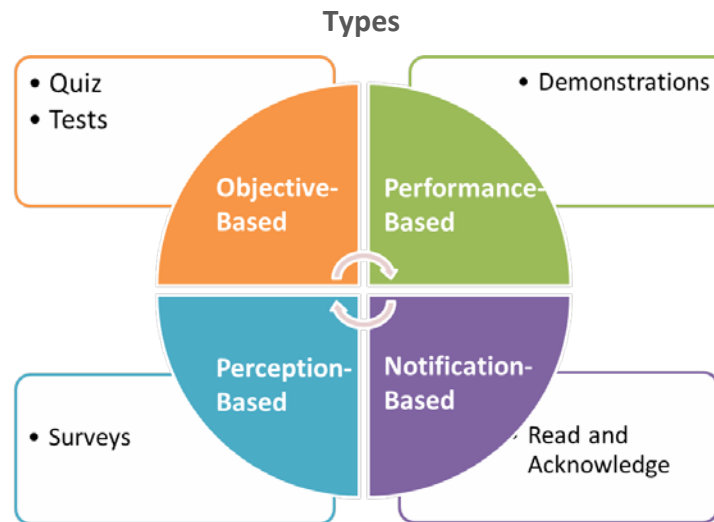 Types
• Quiz
• Tests
• Demonstrations
Objective-
Based
Performance-
Based
Perception-
Based
Notification-
Based
• Surveys
• Read and
Acknowledge